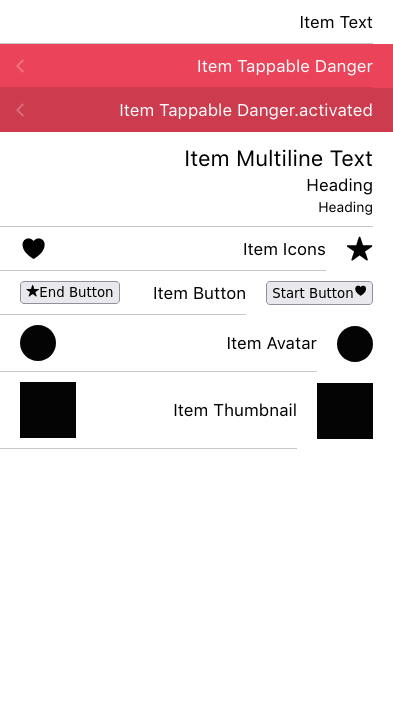 Item Text
Item Tappable Danger
Item Tappable Danger.activated
Item Multiline Text
Heading
Heading
Item Icons
Start Button
Item Button
End Button
Item Avatar
Item Thumbnail